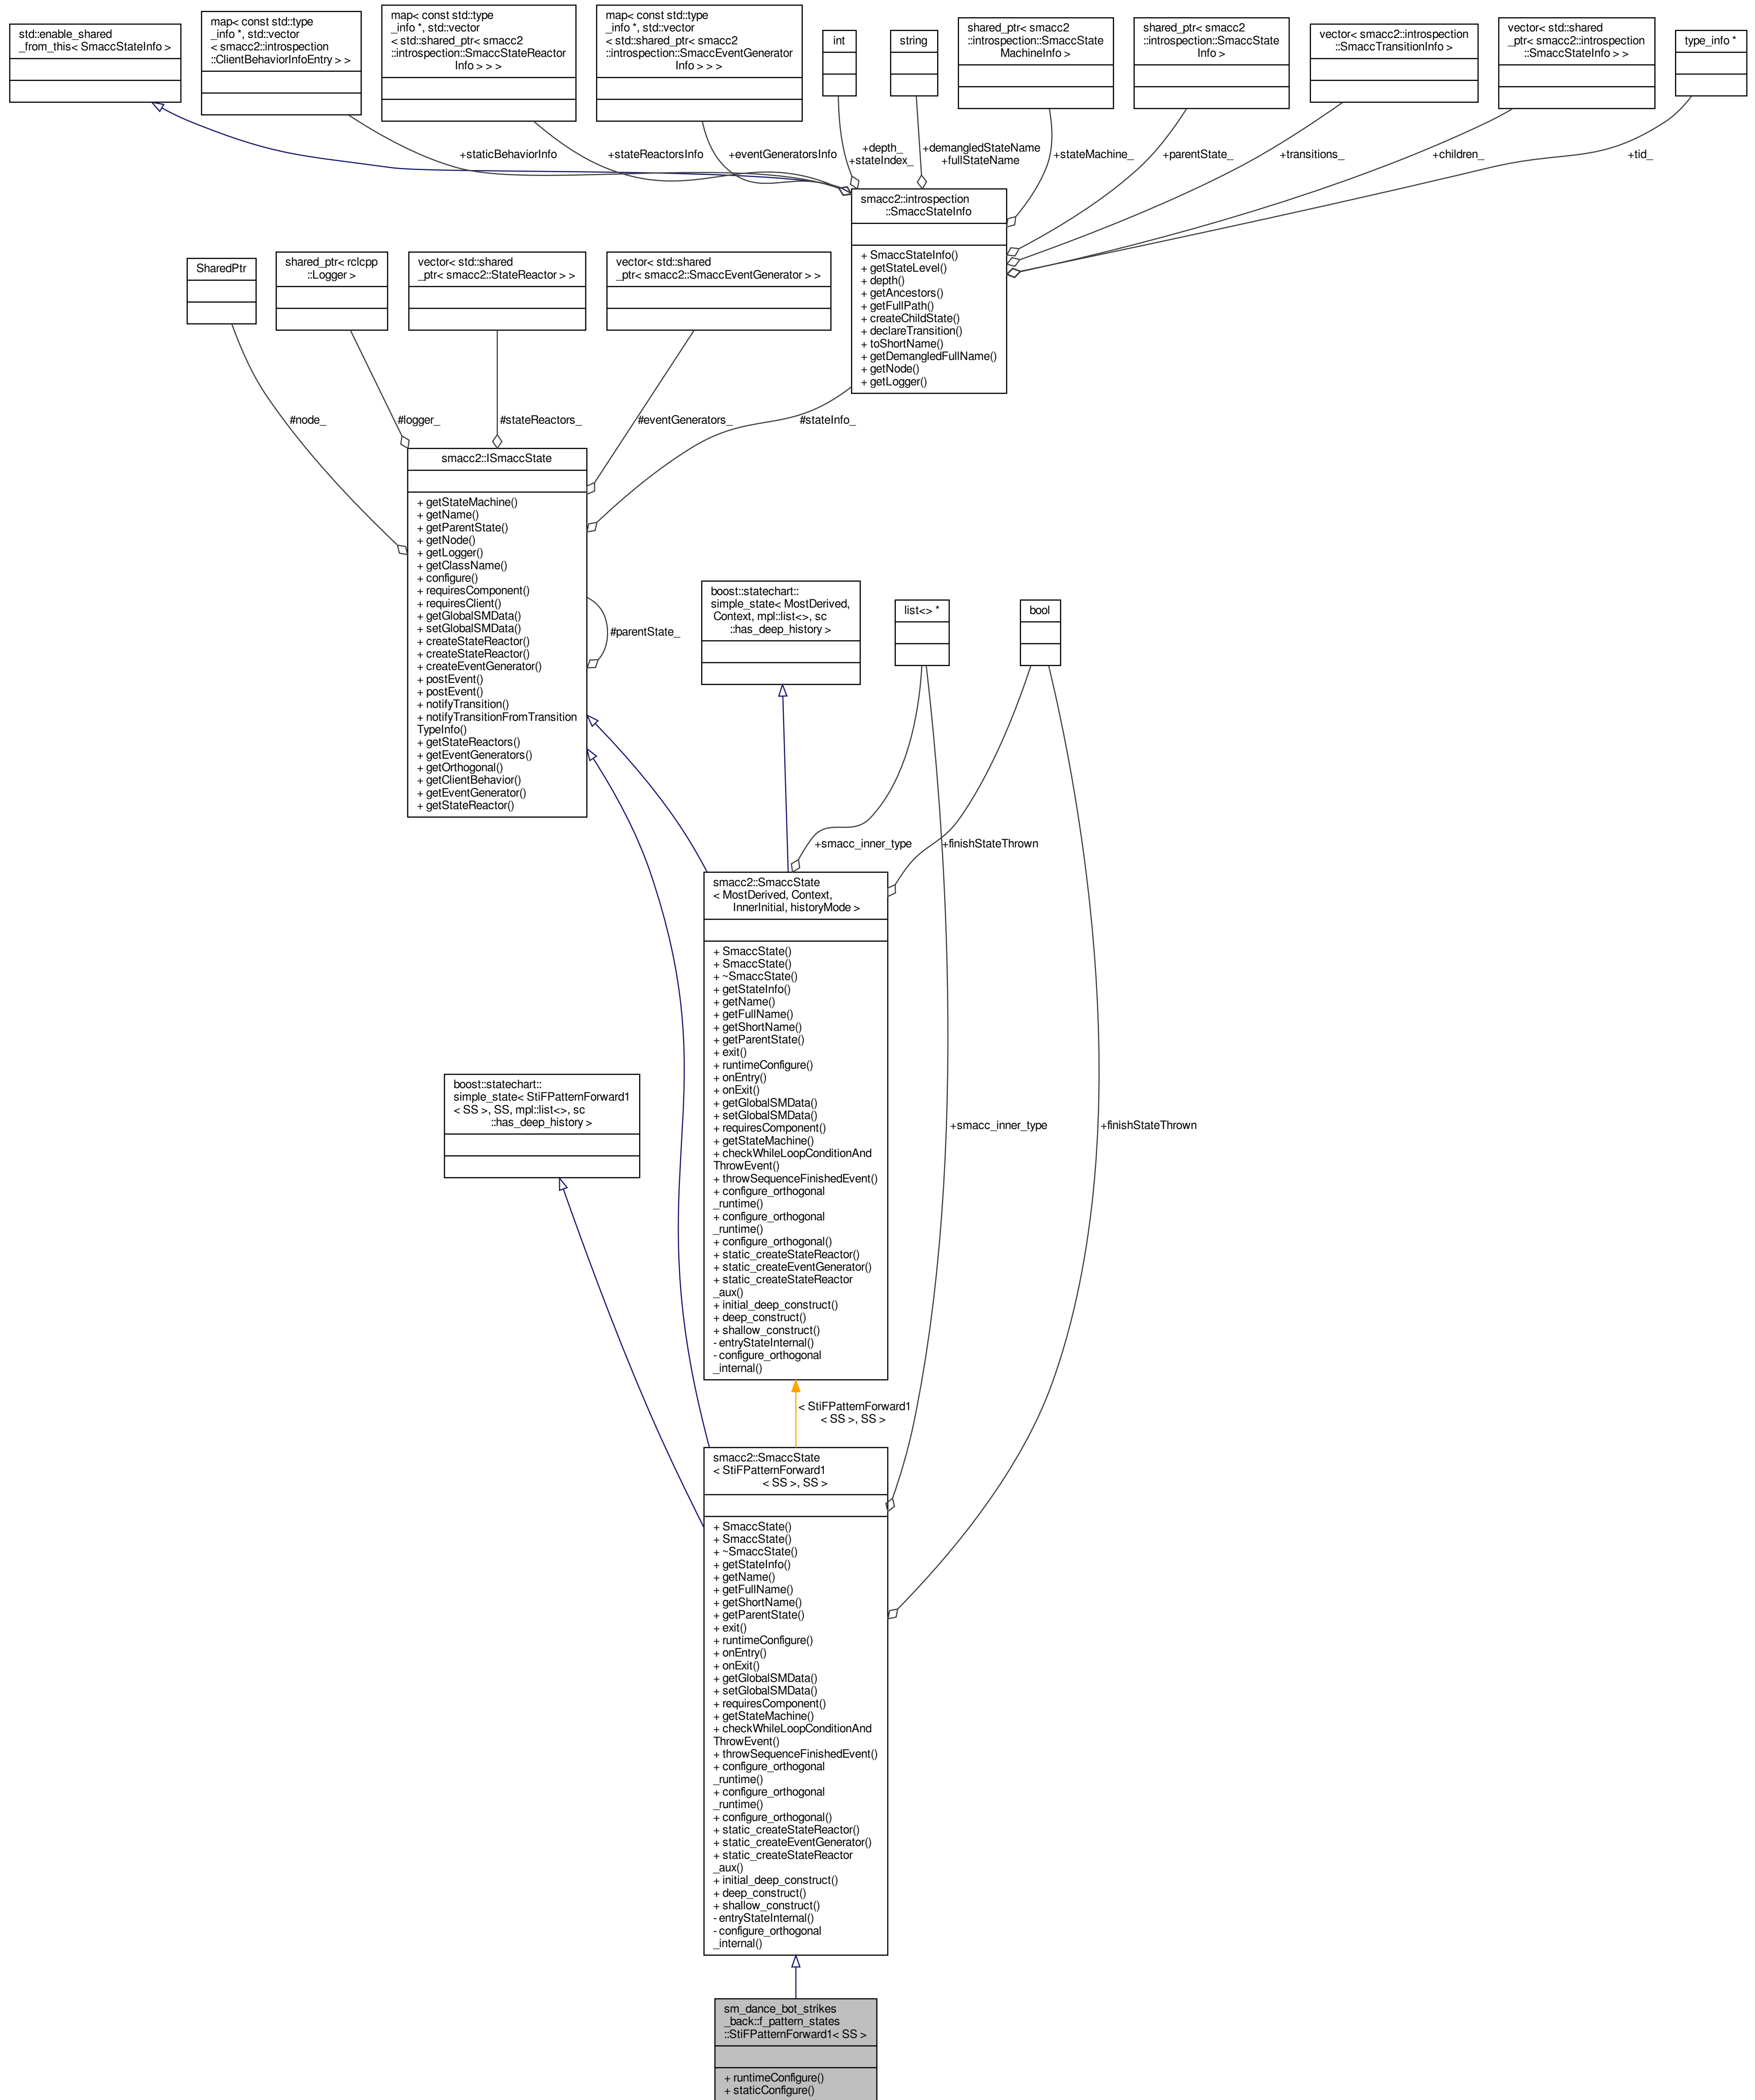 std::enable_shared
_from_this< SmaccStateInfo >
map< const std::type
_info *, std::vector
< smacc2::introspection
::ClientBehaviorInfoEntry > >
map< const std::type
_info *, std::vector
< std::shared_ptr< smacc2
::introspection::SmaccStateReactor
Info > > >
map< const std::type
_info *, std::vector
< std::shared_ptr< smacc2
::introspection::SmaccEventGenerator
Info > > >
int
string
shared_ptr< smacc2
::introspection::SmaccState
MachineInfo >
shared_ptr< smacc2
::introspection::SmaccState
Info >
vector< smacc2::introspection
::SmaccTransitionInfo >
vector< std::shared
_ptr< smacc2::introspection
::SmaccStateInfo > >
type_info *
+staticBehaviorInfo
+stateReactorsInfo
+eventGeneratorsInfo
+depth_
+stateIndex_
+demangledStateName
+fullStateName
+stateMachine_
+parentState_
+transitions_
+children_
+tid_
smacc2::introspection
::SmaccStateInfo
+ SmaccStateInfo()
+ getStateLevel()
+ depth()
+ getAncestors()
+ getFullPath()
+ createChildState()
+ declareTransition()
+ toShortName()
+ getDemangledFullName()
+ getNode()
+ getLogger()
SharedPtr
shared_ptr< rclcpp
::Logger >
vector< std::shared
_ptr< smacc2::StateReactor > >
vector< std::shared
_ptr< smacc2::SmaccEventGenerator > >
#node_
#logger_
#stateReactors_
#eventGenerators_
#stateInfo_
smacc2::ISmaccState
+ getStateMachine()
+ getName()
+ getParentState()
+ getNode()
+ getLogger()
+ getClassName()
+ configure()
+ requiresComponent()
+ requiresClient()
+ getGlobalSMData()
+ setGlobalSMData()
+ createStateReactor()
+ createStateReactor()
+ createEventGenerator()
+ postEvent()
+ postEvent()
+ notifyTransition()
+ notifyTransitionFromTransition
TypeInfo()
+ getStateReactors()
+ getEventGenerators()
+ getOrthogonal()
+ getClientBehavior()
+ getEventGenerator()
+ getStateReactor()
#parentState_
boost::statechart::
simple_state< MostDerived,
Context, mpl::list<>, sc
::has_deep_history >
list<> *
bool
+smacc_inner_type
+finishStateThrown
smacc2::SmaccState
< MostDerived, Context,
InnerInitial, historyMode >
+ SmaccState()
+ SmaccState()
+ ~SmaccState()
+ getStateInfo()
+ getName()
+ getFullName()
+ getShortName()
+ getParentState()
+ exit()
+ runtimeConfigure()
+ onEntry()
+ onExit()
+ getGlobalSMData()
+ setGlobalSMData()
+ requiresComponent()
+ getStateMachine()
+ checkWhileLoopConditionAnd
ThrowEvent()
+ throwSequenceFinishedEvent()
+ configure_orthogonal
_runtime()
+ configure_orthogonal
_runtime()
+ configure_orthogonal()
+ static_createStateReactor()
+ static_createEventGenerator()
+ static_createStateReactor
_aux()
+ initial_deep_construct()
+ deep_construct()
+ shallow_construct()
- entryStateInternal()
- configure_orthogonal
_internal()
boost::statechart::
simple_state< StiFPatternForward1
< SS >, SS, mpl::list<>, sc
::has_deep_history >
+smacc_inner_type
+finishStateThrown
< StiFPatternForward1
< SS >, SS >
smacc2::SmaccState
< StiFPatternForward1
< SS >, SS >
+ SmaccState()
+ SmaccState()
+ ~SmaccState()
+ getStateInfo()
+ getName()
+ getFullName()
+ getShortName()
+ getParentState()
+ exit()
+ runtimeConfigure()
+ onEntry()
+ onExit()
+ getGlobalSMData()
+ setGlobalSMData()
+ requiresComponent()
+ getStateMachine()
+ checkWhileLoopConditionAnd
ThrowEvent()
+ throwSequenceFinishedEvent()
+ configure_orthogonal
_runtime()
+ configure_orthogonal
_runtime()
+ configure_orthogonal()
+ static_createStateReactor()
+ static_createEventGenerator()
+ static_createStateReactor
_aux()
+ initial_deep_construct()
+ deep_construct()
+ shallow_construct()
- entryStateInternal()
- configure_orthogonal
_internal()
sm_dance_bot_strikes
_back::f_pattern_states
::StiFPatternForward1< SS >
+ runtimeConfigure()
+ staticConfigure()